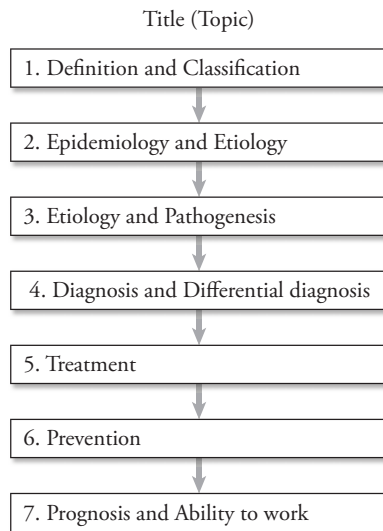 Title (Topic)
1. Definition and Classification
2. Epidemiology and Etiology
3. Etiology and Pathogenesis
4. Diagnosis and Differential diagnosis
5. Treatment
6. Prevention
7. Prognosis and Ability to work